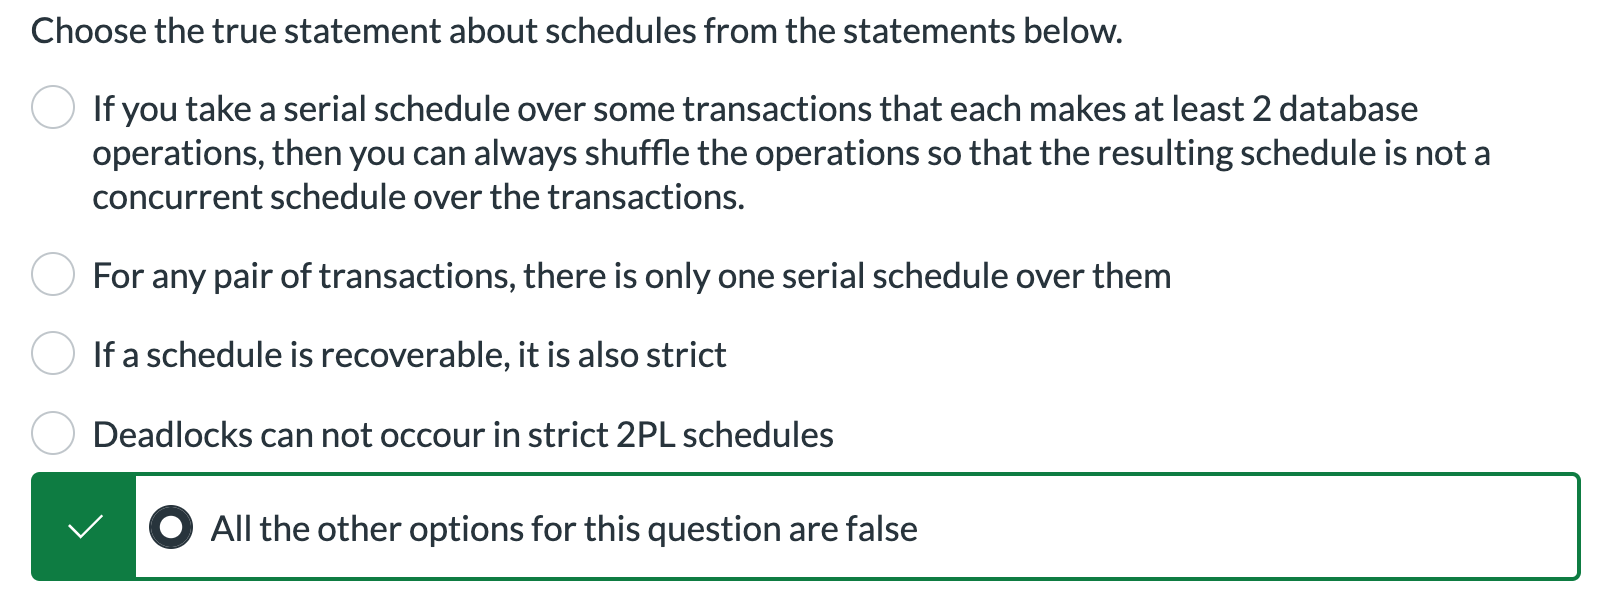 Choose the true statement about schedules from the statements below.
If you take a serial schedule over some transactions that each makes at least 2 database
operations, then you can always shuffle the operations so that the resulting schedule is not a
concurrent schedule over the transactions.
For any pair of transactions, there is only one serial schedule over them
If a schedule is recoverable, it is also strict
Deadlocks can not occour in strict 2PL schedules
All the other options for this question are false